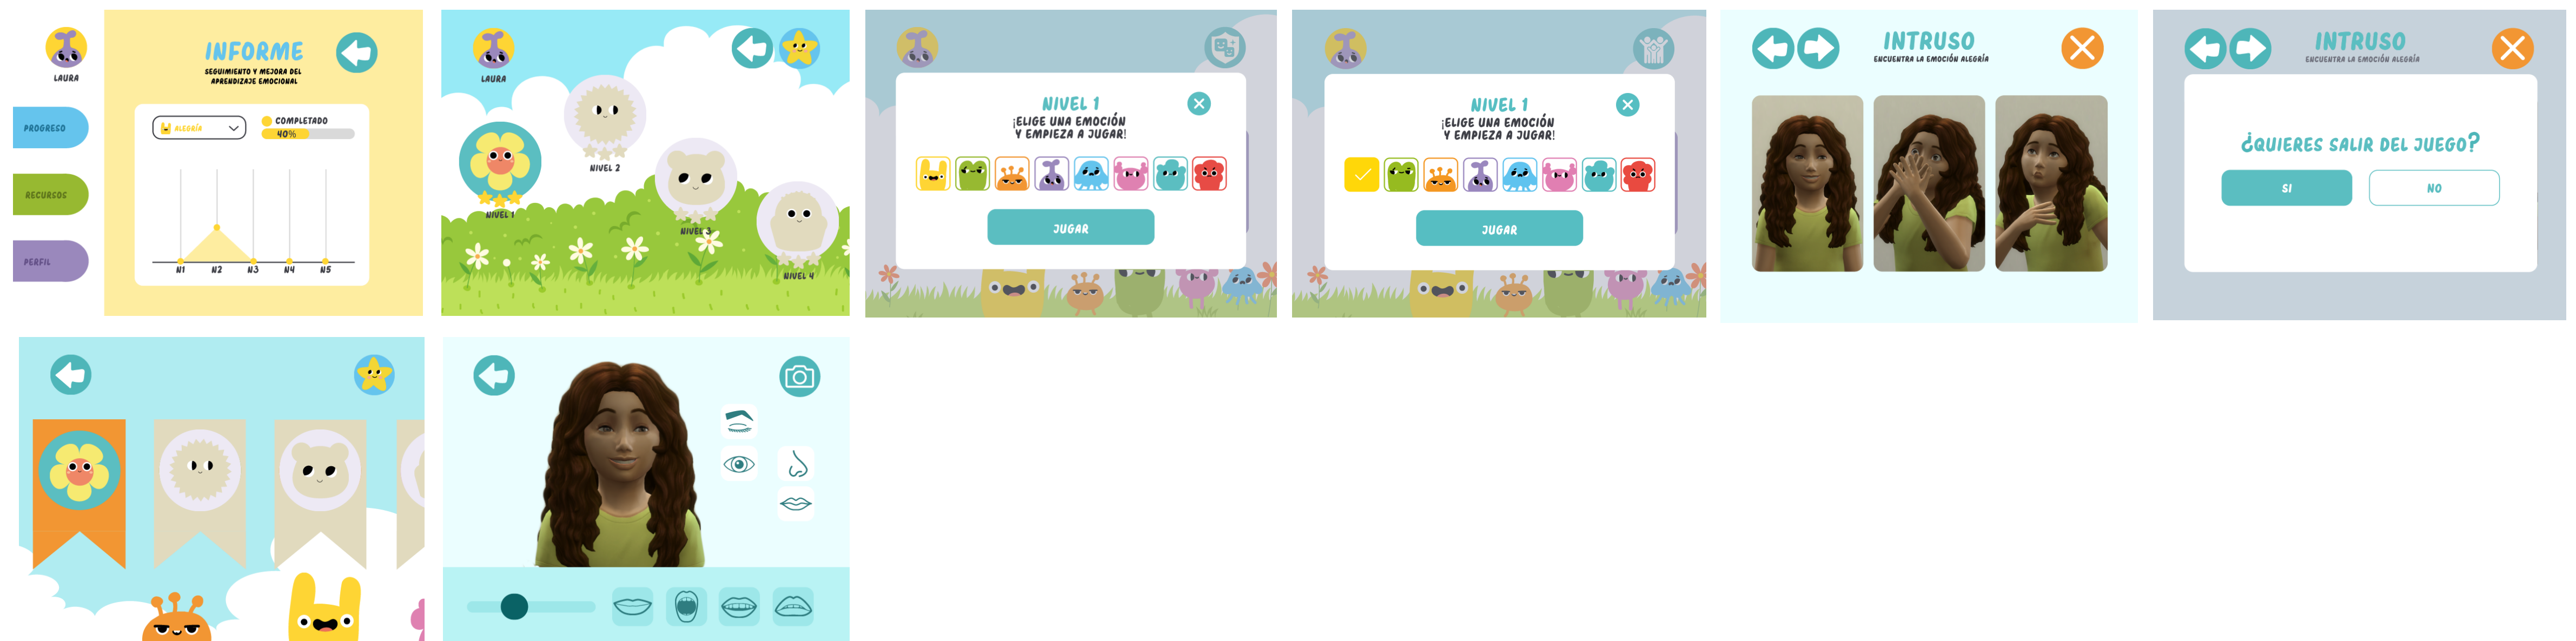 LAURA
PROGRESO
RECURSOS
PERFIL
INFORME
SEGUIMIENTO Y MEJORA DEL
APRENDIZAJE EMOCIONAL
ALEGRÍA
COMPLETADO
40%
N1 N2 N3 N4 N5
LAURA
NIVEL 1
NIVEL 2
NIVEL 3
NIVEL 4
NIVEL 1
¡ELIGE UNA EMOCIÓN
Y EMPIEZA A JUGAR!
JUGAR
NIVEL 1
¡ELIGE UNA EMOCIÓN
Y EMPIEZA A JUGAR!
JUGAR
INTRUSO
ENCUENTRA LA EMOCIÓN ALEGRÍA
INTRUSO
ENCUENTRA LA EMOCIÓN ALEGRÍA
¿QUIERES SALIR DEL JUEGO?
SI
NO